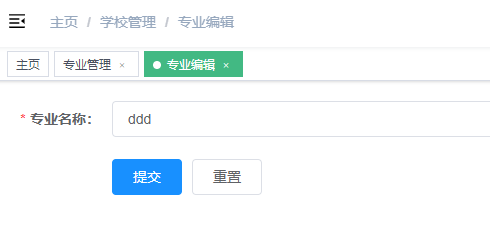 主页 / 学校管理 / 专业编辑
主页 专业管理 × 专业编辑 ×
* 专业名称: ddd
提交 重置